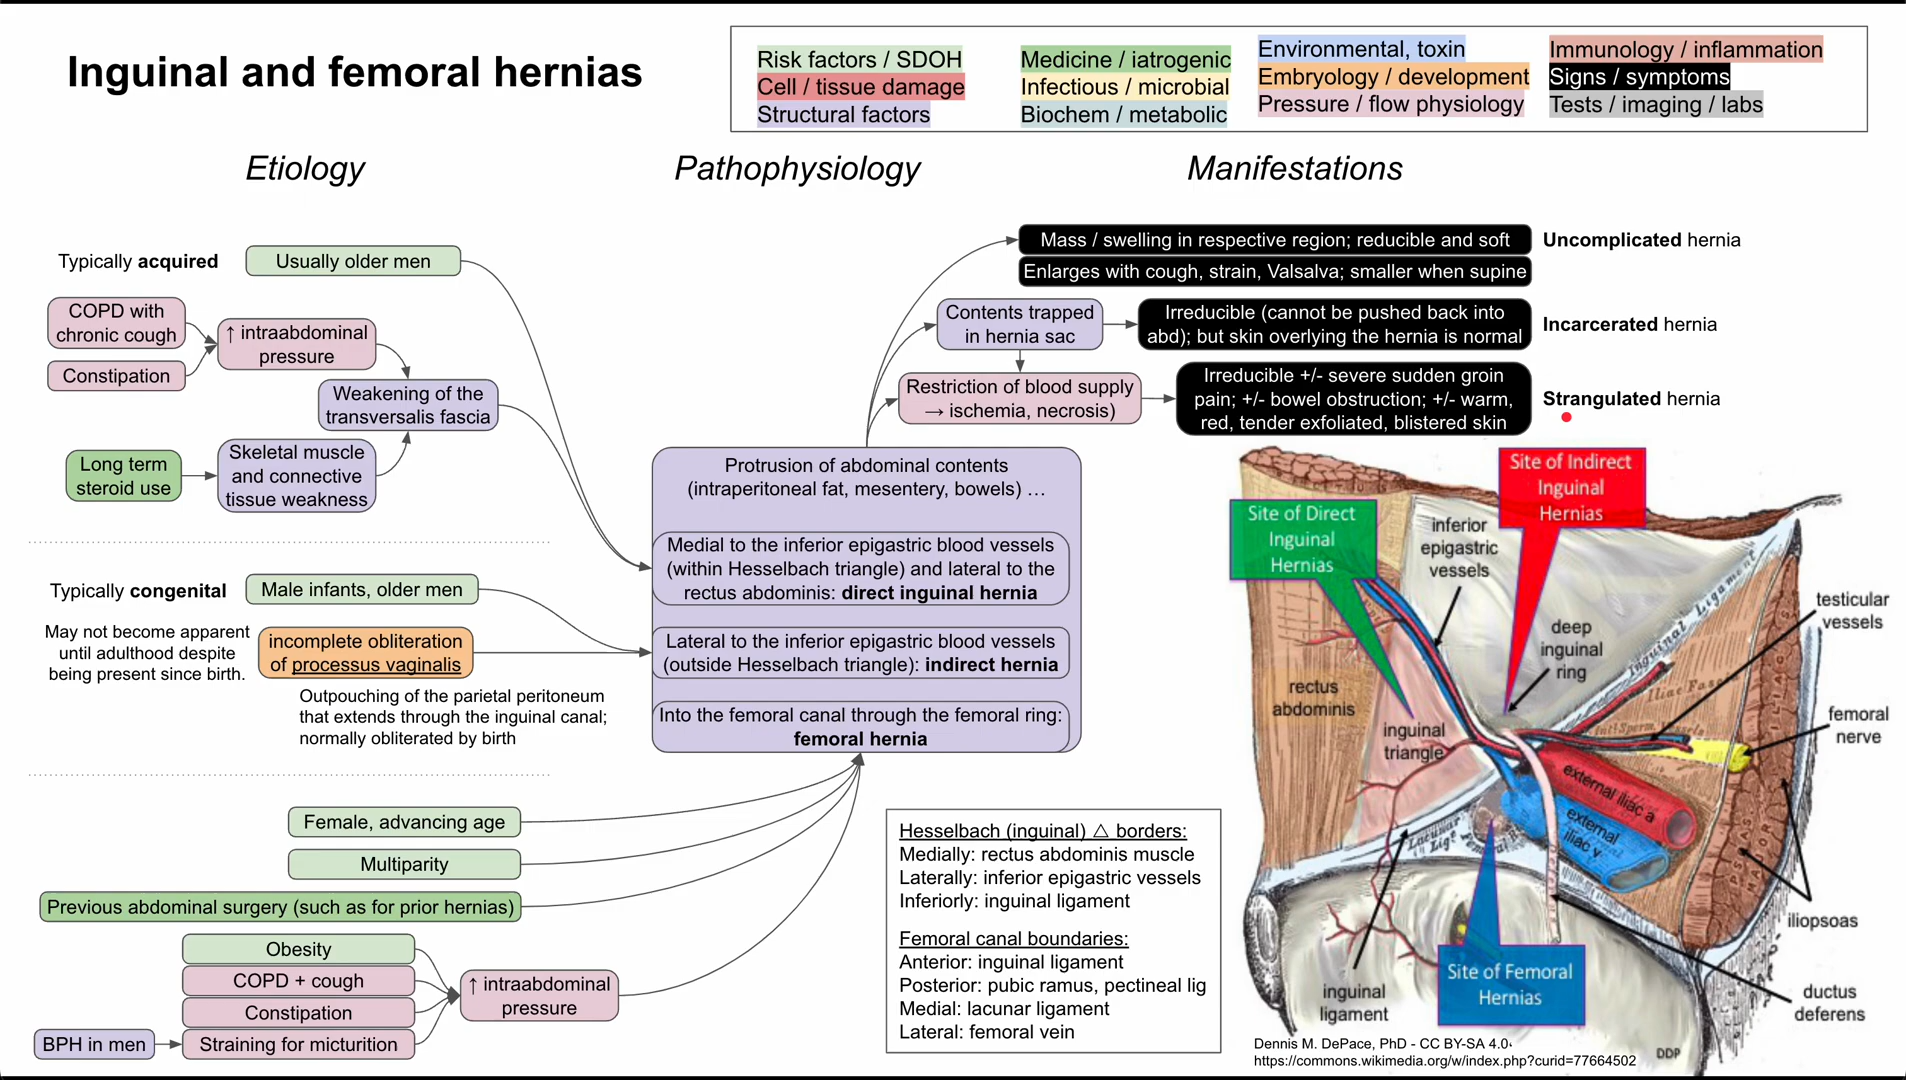 Inguinal and femoral hernias
Risk factors / SDOH
Cell / tissue damage
Structural factors
Medicine / iatrogenic
Infectious / microbial
Biochem / metabolic
Environmental, toxin
Embryology / development
Pressure / flow physiology
Immunology / inflammation
Signs / symptoms
Tests / imaging / labs
Etiology
Pathophysiology
Manifestations
Typically acquired
Usually older men
COPD with
chronic cough
Constipation
↑ intraabdominal
pressure
Weakening of the
transversalis fascia
Long term
steroid use
Skeletal muscle
and connective
tissue weakness
Typically congenital
Male infants, older men
May not become apparent
until adulthood despite
being present since birth.
incomplete obliteration
of processus vaginalis
Outpouching of the parietal peritoneum
that extends through the inguinal canal;
normally obliterated by birth
Female, advancing age
Multiparity
Previous abdominal surgery (such as for prior hernias)
Obesity
COPD + cough
Constipation
BPH in men
Straining for micturition
↑ intraabdominal
pressure
Protrusion of abdominal contents
(intraperitoneal fat, mesentery, bowels) …
Medial to the inferior epigastric blood vessels
(within Hesselbach triangle) and lateral to the
rectus abdominis: direct inguinal hernia
Lateral to the inferior epigastric blood vessels
(outside Hesselbach triangle): indirect hernia
Into the femoral canal through the femoral ring:
femoral hernia
Mass / swelling in respective region; reducible and soft
Enlarges with cough, strain, Valsalva; smaller when supine
Uncomplicated hernia
Contents trapped
in hernia sac
Irreducible (cannot be pushed back into
abd); but skin overlying the hernia is normal
Incarcerated hernia
Restriction of blood supply
→ ischemia, necrosis)
Irreducible +/- severe sudden groin
pain; +/- bowel obstruction; +/- warm,
red, tender exfoliated, blistered skin
Strangulated hernia
Hesselbach (inguinal) △ borders:
Medially: rectus abdominis muscle
Laterally: inferior epigastric vessels
Inferiorly: inguinal ligament
Femoral canal boundaries:
Anterior: inguinal ligament
Posterior: pubic ramus, pectineal lig
Medial: lacunar ligament
Lateral: femoral vein
Site of Direct
Inguinal
Hernias
Site of Indirect
Inguinal
Hernias
inferior
epigastric
vessels
deep
inguinal
ring
Inguinal Ligament
testicular
vessels
Iliac Fas
rectus
abdominis
inguinal
triangle
femoral
nerve
external iliac a
external
iliac v
Lacunar
Lig
iliopsoas
Site of Femoral
Hernias
inguinal
ligament
ductus
deferens
Dennis M. DePace, PhD - CC BY-SA 4.0
https://commons.wikimedia.org/w/index.php?curid=77664502
DDP